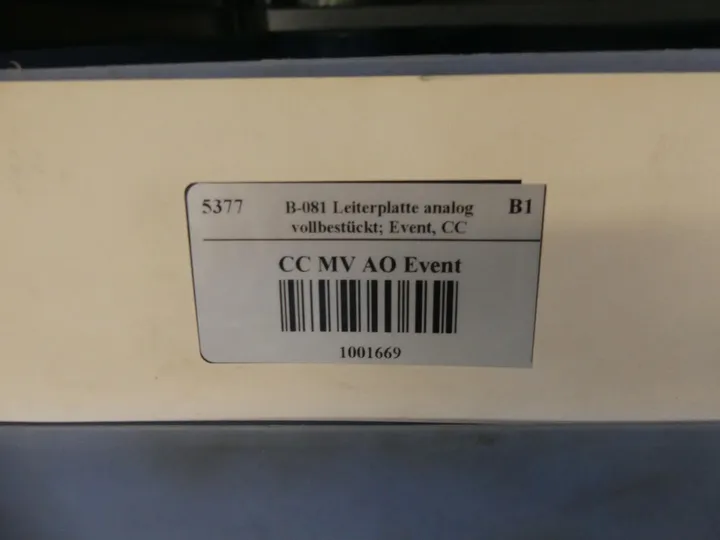 5377 B-081 Leiterplatte analog B1
vollbestückt; Event, CC
CC MV AO Event
1001669